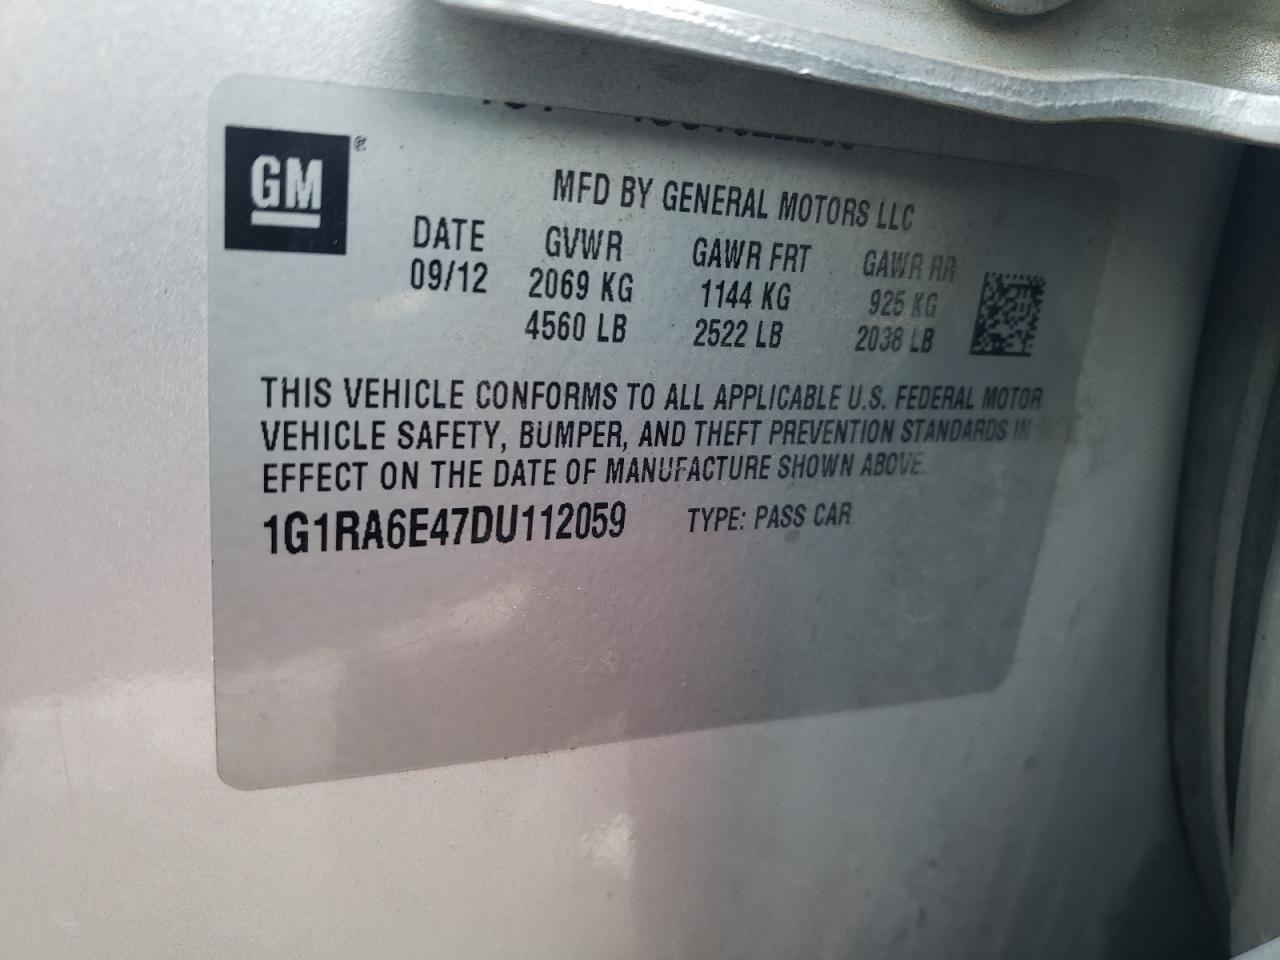 GM®
MFD BY GENERAL MOTORS LLC
DATE GVWR GAWR FRT GAWR RR
09/12 2069 KG 1144 KG 925 KG
4560 LB 2522 LB 2038 LB
THIS VEHICLE CONFORMS TO ALL APPLICABLE U.S. FEDERAL MOTOR
VEHICLE SAFETY, BUMPER, AND THEFT PREVENTION STANDARDS IN
EFFECT ON THE DATE OF MANUFACTURE SHOWN ABOVE.
1G1RA6E47DU112059 TYPE: PASS CAR